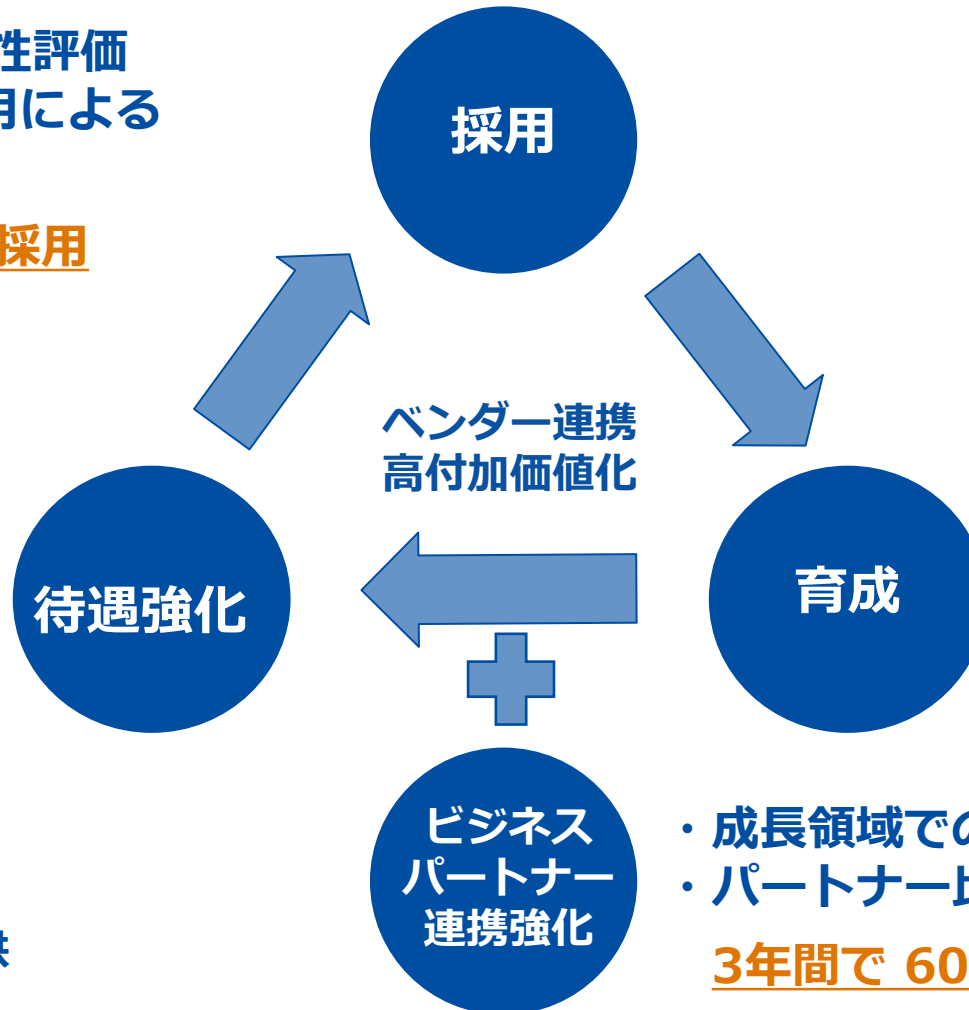 性評価
用による
採用
採用
ベンダー連携
高付加価値化
待遇強化
育成
ビジネス
パートナー
連携強化
・成長領域での
・パートナー比
3年間で 60